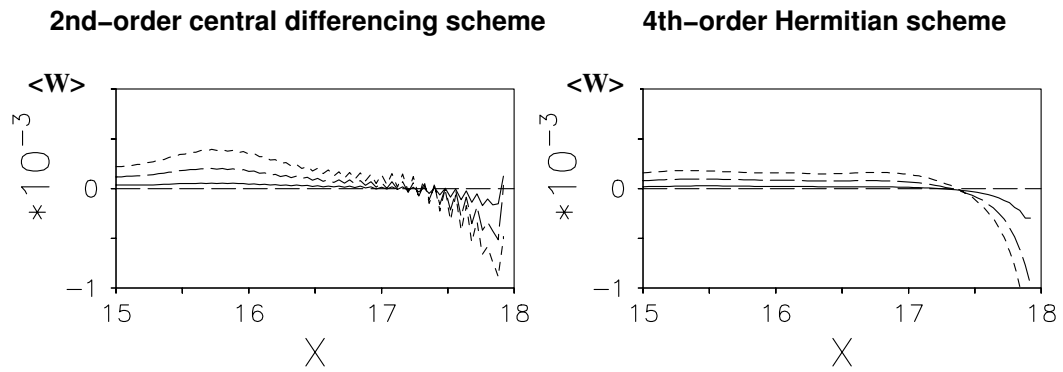 2nd−order central differencing scheme
4th−order Hermitian scheme
<W>
*10−3
0
−1
15
16
17
18
X
<W>
*10−3
0
−1
15
16
17
18
X